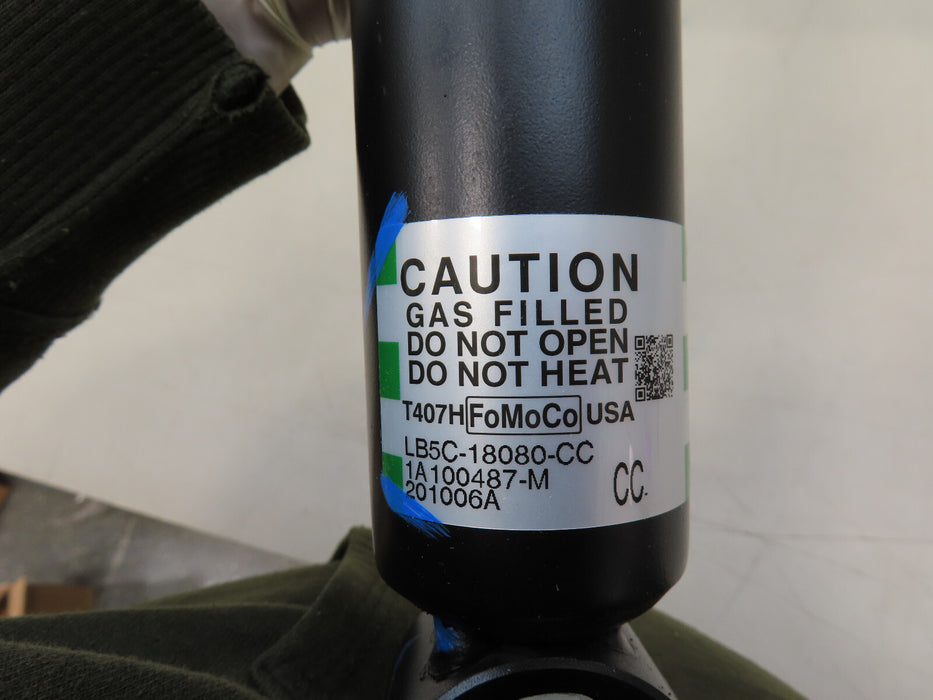 CAUTION
GAS FILLED
DO NOT OPEN
DO NOT HEAT
T407H FoMoCo USA
LB5C-18080-CC
1A100487-M
201006A
CC.